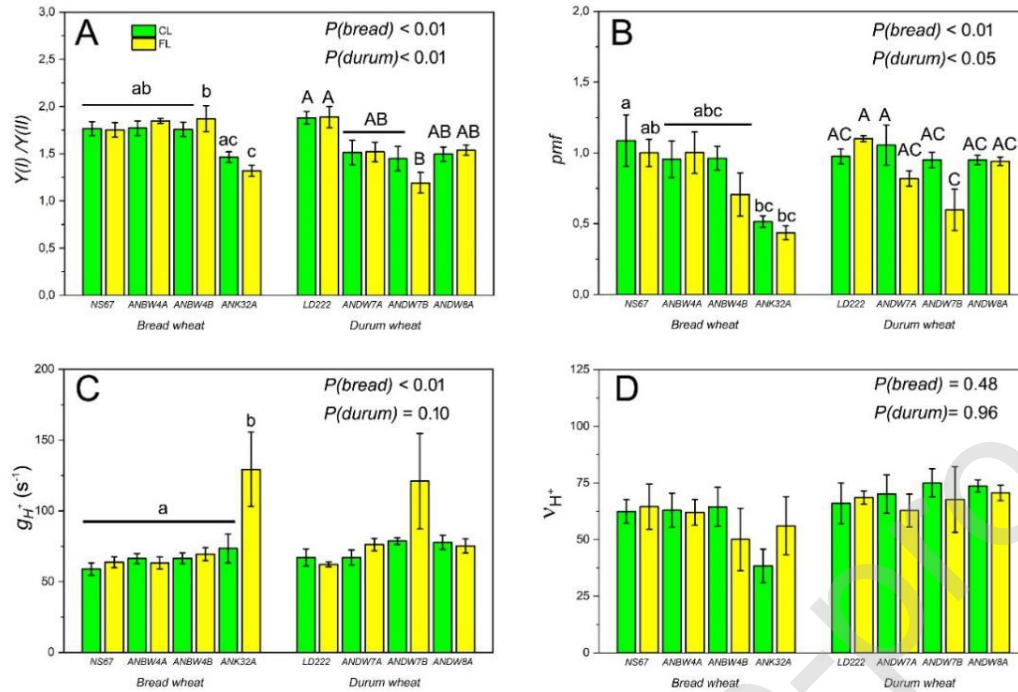 A
CL
FL
P(bread) < 0.01
P(durum) < 0.01
Y(I) /Y(II)
3,0
2,5
2,0
1,5
1,0
0,5
0,0
ab b ac c A A AB B AB AB
NS67 ANBW4A ANBW4B ANK32A LD222 ANDW7A ANDW7B ANDW8A
Bread wheat Durum wheat
B
P(bread) < 0.01
P(durum) < 0.05
pmf
2,0
1,5
1,0
0,5
0,0
a ab abc bc bc AC A A AC AC C AC AC
NS67 ANBW4A ANBW4B ANK32A LD222 ANDW7A ANDW7B ANDW8A
Bread wheat Durum wheat
C
P(bread) < 0.01
P(durum) = 0.10
gH+ (s-1)
200
150
100
50
0
a b
NS67 ANBW4A ANBW4B ANK32A LD222 ANDW7A ANDW7B ANDW8A
Bread wheat Durum wheat
D
P(bread) = 0.48
P(durum) = 0.96
νH+
125
100
75
50
25
0
NS67 ANBW4A ANBW4B ANK32A LD222 ANDW7A ANDW7B ANDW8A
Bread wheat Durum wheat